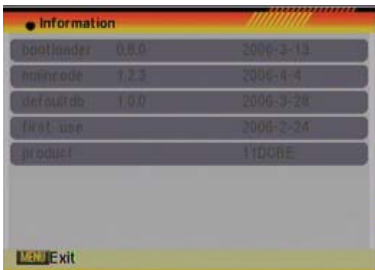 Information
bootloader 0.8.0 2006-3-13
maincode 1.2.3 2006-4-4
defaultdb 1.0.0 2006-3-28
first use 2006-2-24
product
MENU Exit